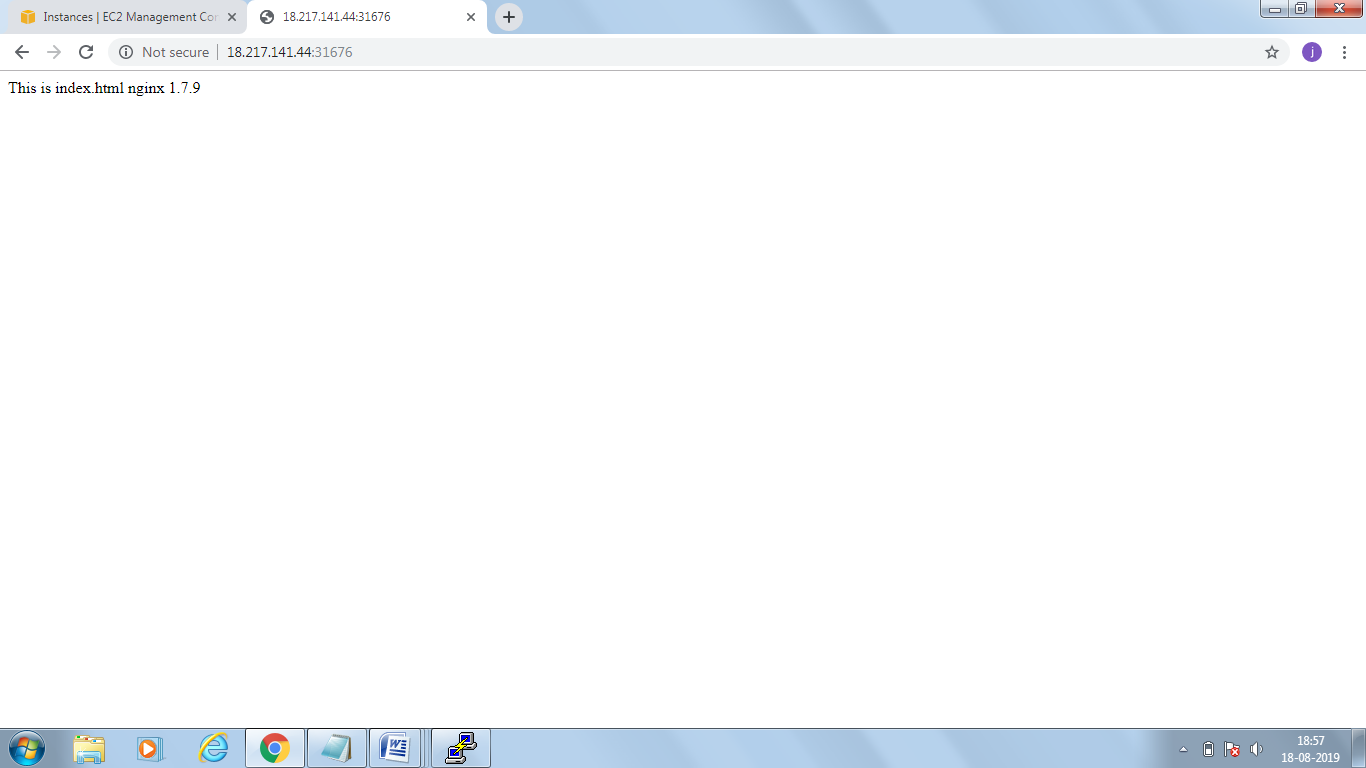 Instances | EC2 Management Con
18.217.141.44:31676
Not secure
18.217.141.44:31676
j
This is index.html nginx 1.7.9
18:57
18-08-2019